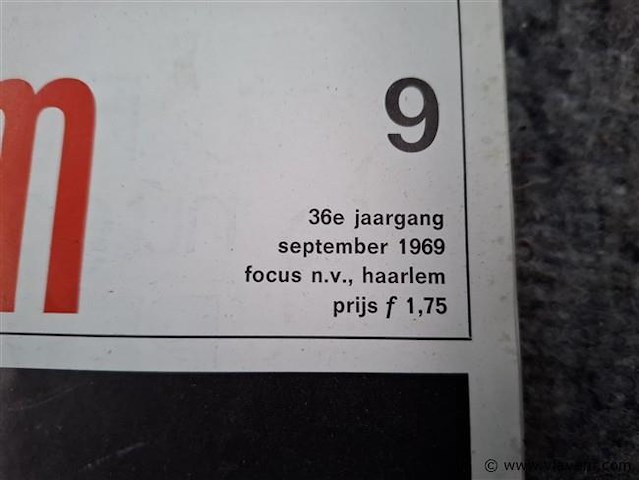 m
9
36e jaargang
september 1969
focus n.v., haarlem
prijs f 1,75